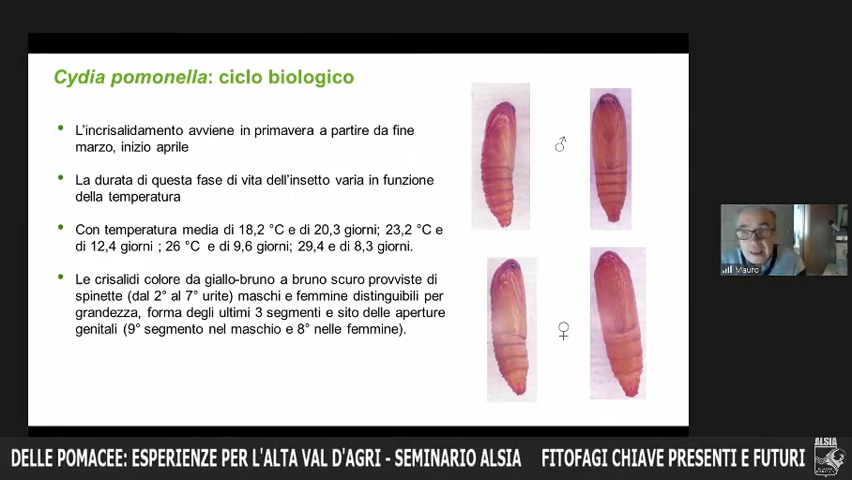 Cydia pomonella: ciclo biologico
• L'incrisalidamento avviene in primavera a partire da fine
marzo, inizio aprile
• La durata di questa fase di vita dell'insetto varia in funzione
della temperatura
• Con temperatura media di 18,2 °C e di 20,3 giorni; 23,2 °C e
di 12,4 giorni ; 26 °C e di 9,6 giorni; 29,4 e di 8,3 giorni.
• Le crisalidi colore da giallo-bruno a bruno scuro provviste di
spinette (dal 2° al 7° urite) maschi e femmine distinguibili per
grandezza, forma degli ultimi 3 segmenti e sito delle aperture
genitali (9° segmento nel maschio e 8° nelle femmine).
♂
♀
Mauro
DELLE POMACEE: ESPERIENZE PER L'ALTA VAL D'AGRI - SEMINARIO ALSIA FITOFAGI CHIAVE PRESENTI E FUTURI
ALSIA